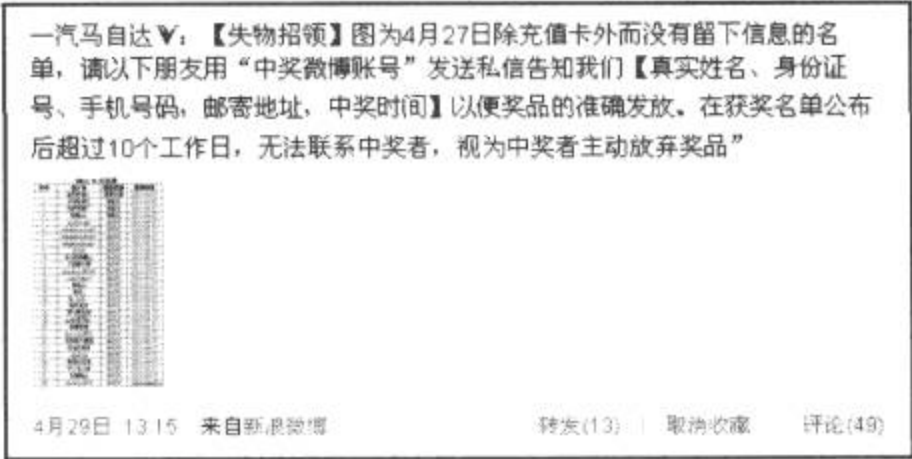 一汽马自达V：【失物招领】图为4月27日除充值卡外而没有留下信息的名
单，请以下朋友用“中奖微博账号”发送私信告知我们【真实姓名、身份证
号、手机号码，邮寄地址，中奖时间】以便奖品的准确发放。在获奖名单公布
后超过10个工作日，无法联系中奖者，视为中奖者主动放弃奖品”
4月29日 13:15 来自新浪微博 转发(13) | 取消收藏 评论(49)